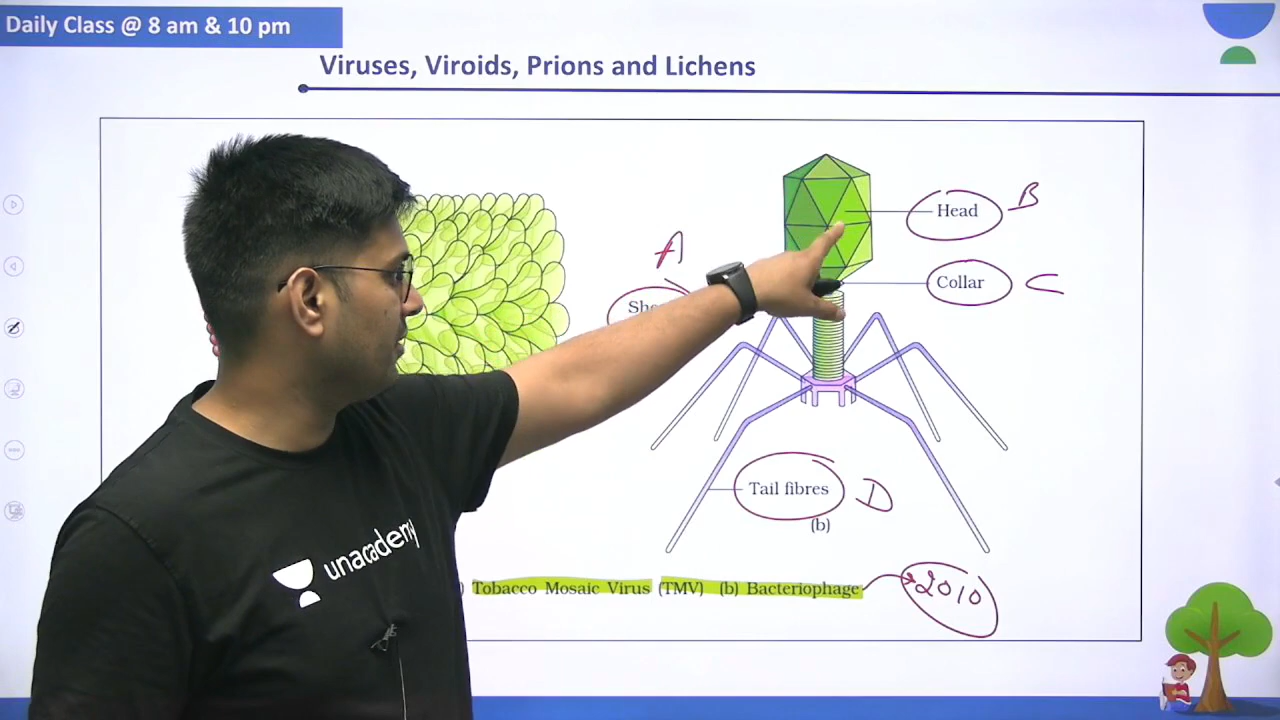 Daily Class @ 8 am & 10 pm
Viruses, Viroids, Prions and Lichens
Head B
A
Collar C
Tail fibres D
(b)
Tobacco Mosaic Virus (TMV) (b) Bacteriophage 2010
unacademy